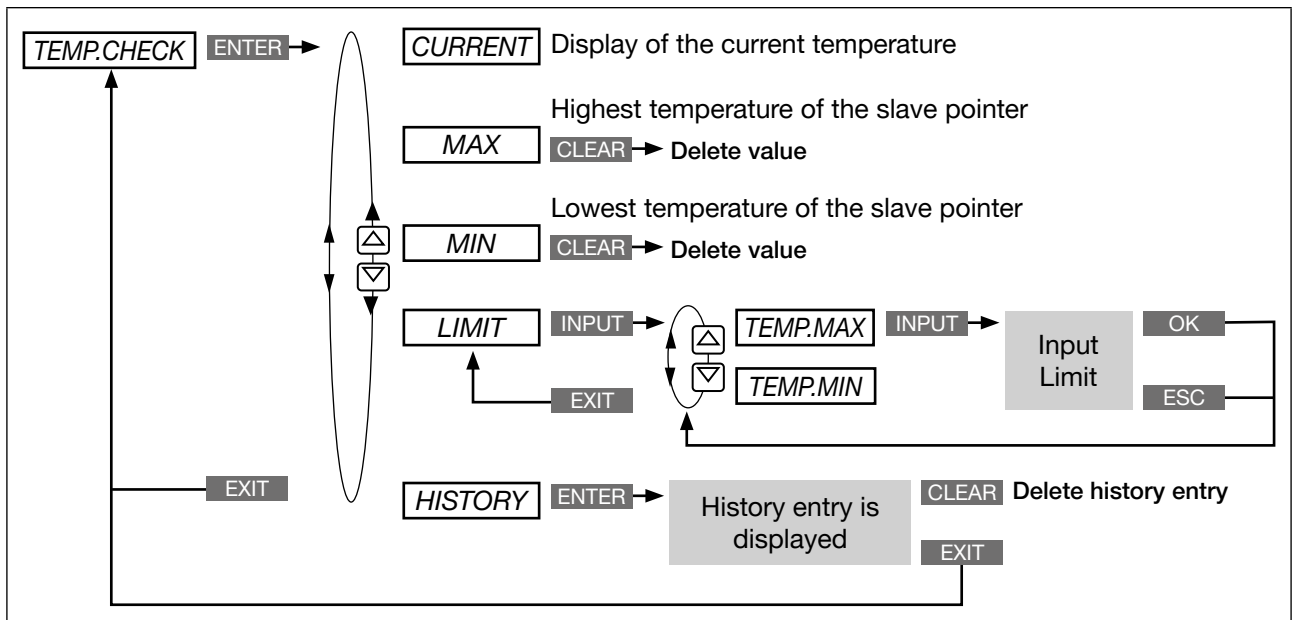 TEMP.CHECK ENTER
CURRENT Display of the current temperature
Highest temperature of the slave pointer
MAX CLEAR Delete value
Lowest temperature of the slave pointer
MIN CLEAR Delete value
LIMIT INPUT TEMP.MAX INPUT
Input
Limit
OK
TEMP.MIN
ESC
EXIT
EXIT
HISTORY ENTER
History entry is
displayed
CLEAR Delete history entry
EXIT